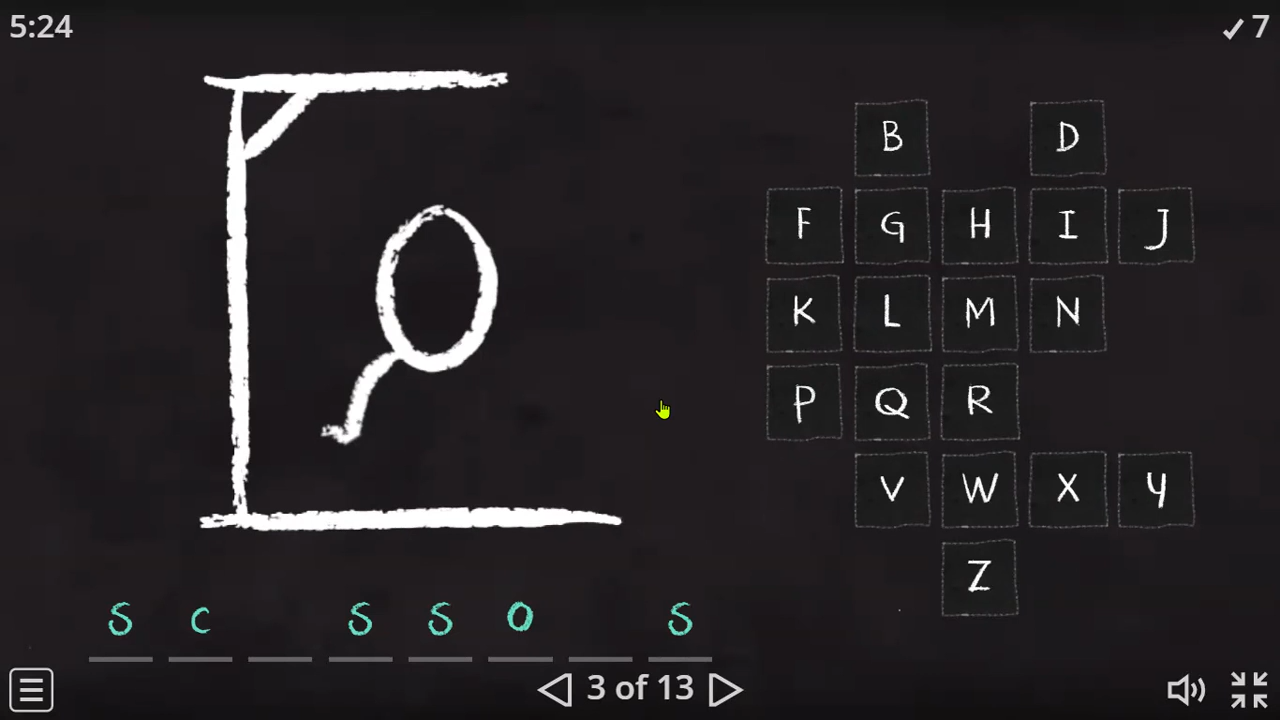 5:24
✓7
B D
F G H I J
K L M N
P Q R
V W X Y
Z
S C _ S S O _ S
3 of 13